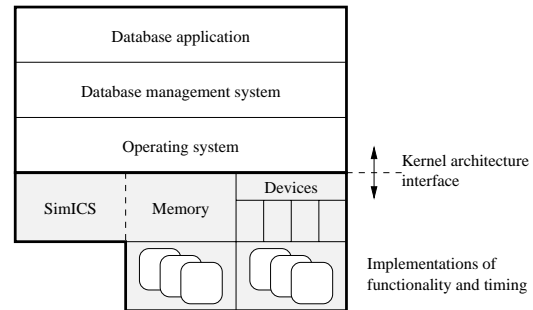 Database application
Database management system
Operating system
Kernel architecture
interface
Devices
SimICS
Memory
Implementations of
functionality and timing